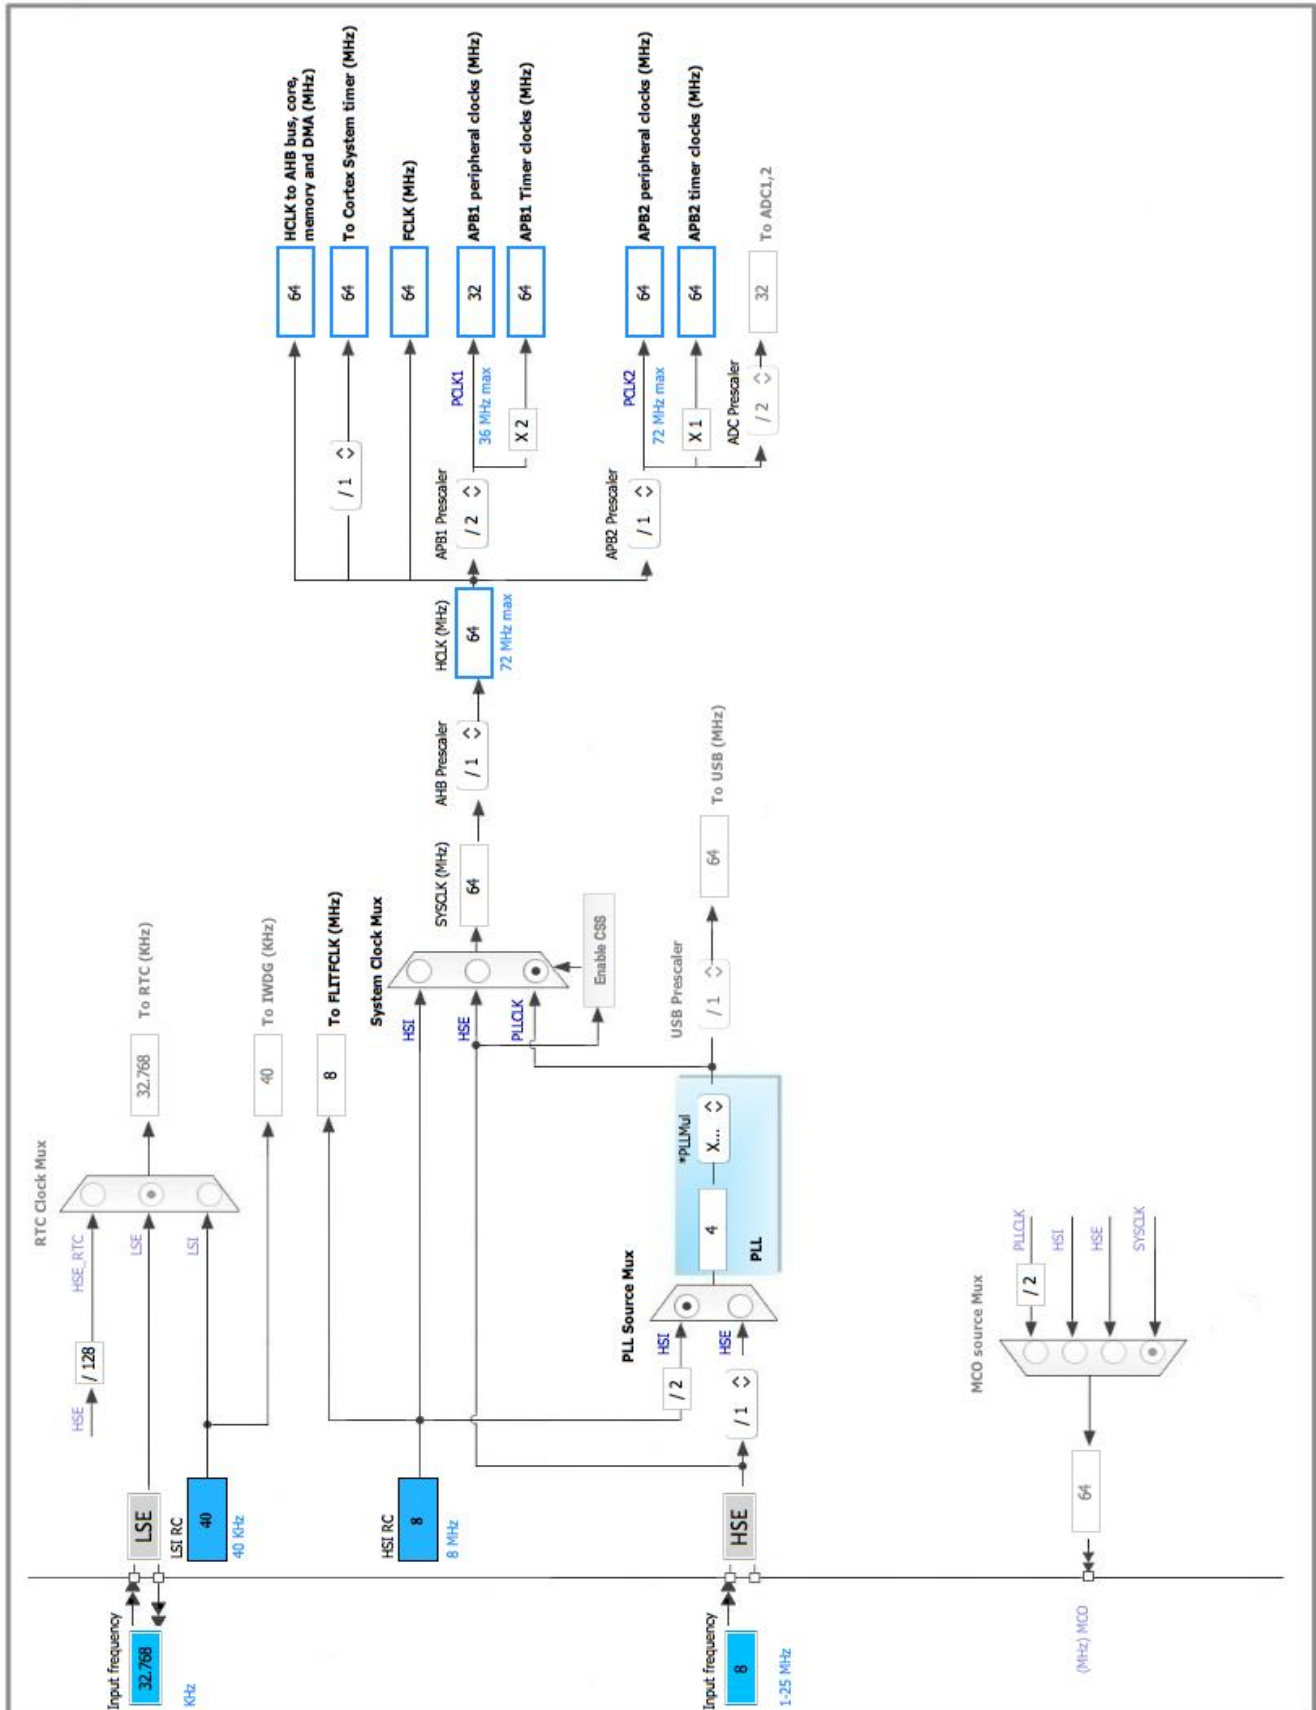 RTC Clock Mux
HSE
/ 128
HSE_RTC
Input frequency
32.768
KHz
LSE
LSE
32.768
To RTC (KHz)
LSI RC
40
40 KHz
LSI
40
To IWDG (KHz)
8
To FLITFCLK (MHz)
HSI RC
8
8 MHz
System Clock Mux
HSI
HSE
PLLCLK
Enable CSS
SYSCLK (MHz)
64
AHB Prescaler
/ 1
HCLK (MHz)
64
72 MHz max
64
HCLK to AHB bus, core,
memory and DMA (MHz)
/ 1
64
To Cortex System timer (MHz)
64
FCLK (MHz)
APB1 Prescaler
/ 2
PCLK1
36 MHz max
32
APB1 peripheral clocks (MHz)
X 2
64
APB1 Timer clocks (MHz)
APB2 Prescaler
/ 1
PCLK2
72 MHz max
64
APB2 peripheral clocks (MHz)
X 1
64
APB2 timer clocks (MHz)
ADC Prescaler
/ 2
32
To ADC1,2
PLL Source Mux
/ 2
HSI
HSE
Input frequency
8
1-25 MHz
HSE
/ 1
4
*PLLMul
X...
PLL
USB Prescaler
/ 1
64
To USB (MHz)
MCO source Mux
(MHz) MCO
64
/ 2
PLLCLK
HSI
HSE
SYSCLK